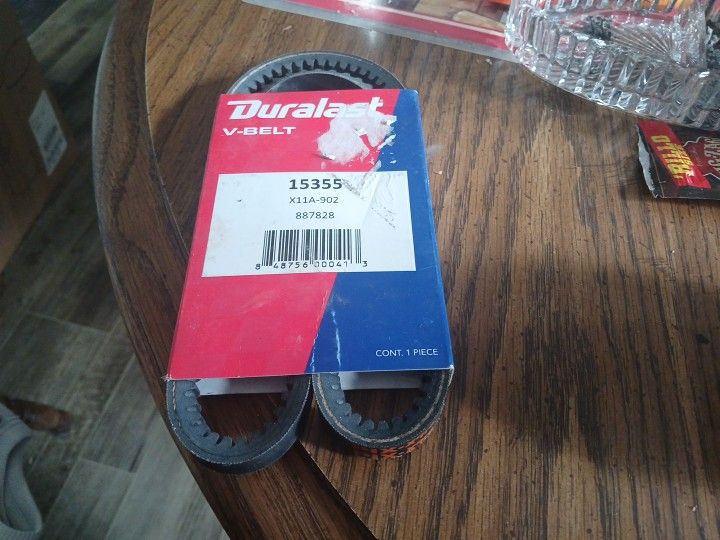 Duralast
V-BELT
15355
X11A-902
887828
8 48756 00041 3
CONT. 1 PIECE